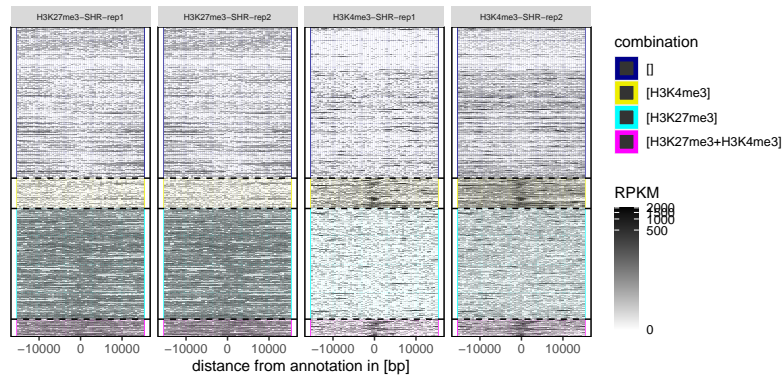 H3K27me3−SHR−rep1 H3K27me3−SHR−rep2 H3K4me3−SHR−rep1 H3K4me3−SHR−rep2
combination
[]
[H3K4me3]
[H3K27me3]
[H3K27me3+H3K4me3]
RPKM
2000
1500
1000
500
0
−10000 0 10000 −10000 0 10000 −10000 0 10000 −10000 0 10000
distance from annotation in [bp]